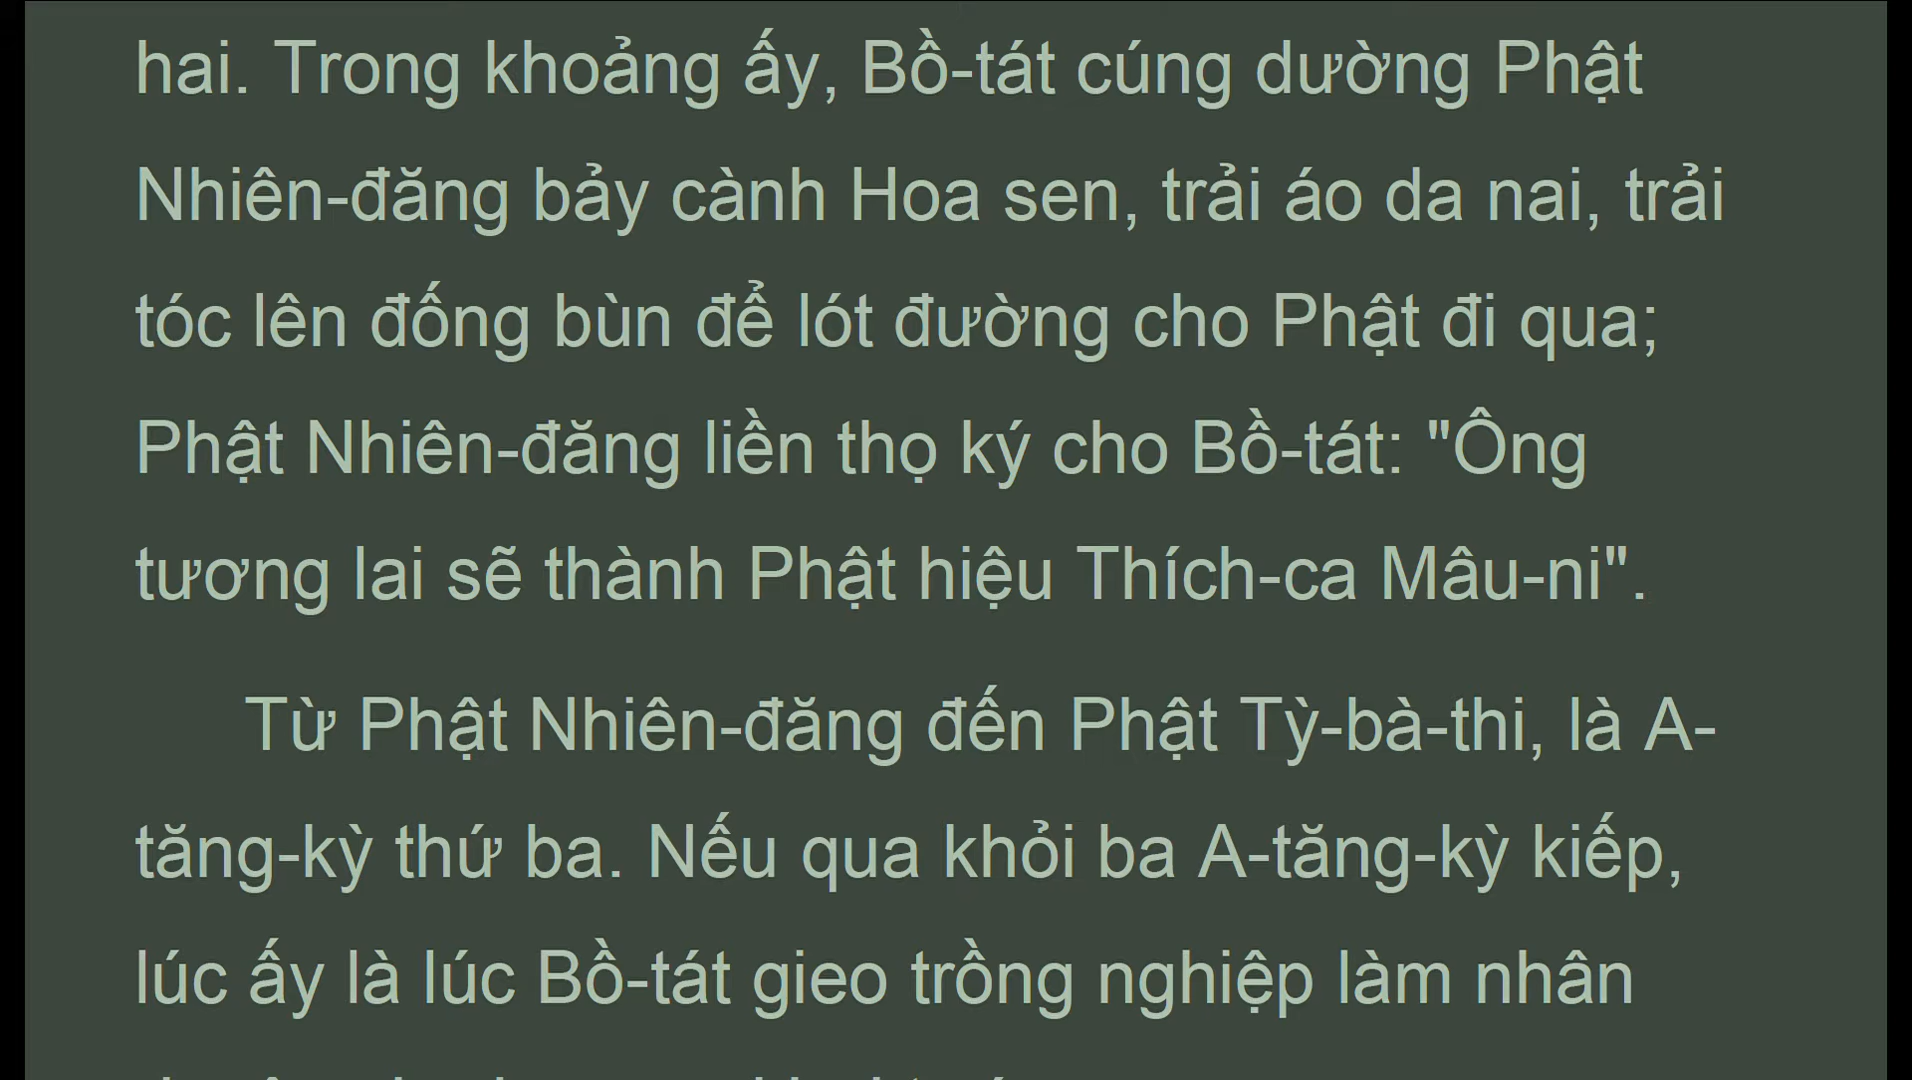 hai. Trong khoảng ấy, Bồ-tát cúng dường Phật
Nhiên-đăng bảy cành Hoa sen, trải áo da nai, trải
tóc lên đống bùn để lót đường cho Phật đi qua;
Phật Nhiên-đăng liền thọ ký cho Bồ-tát: "Ông
tương lai sẽ thành Phật hiệu Thích-ca Mâu-ni".
Từ Phật Nhiên-đăng đến Phật Tỳ-bà-thi, là A-
tăng-kỳ thứ ba. Nếu qua khỏi ba A-tăng-kỳ kiếp,
lúc ấy là lúc Bồ-tát gieo trồng nghiệp làm nhân